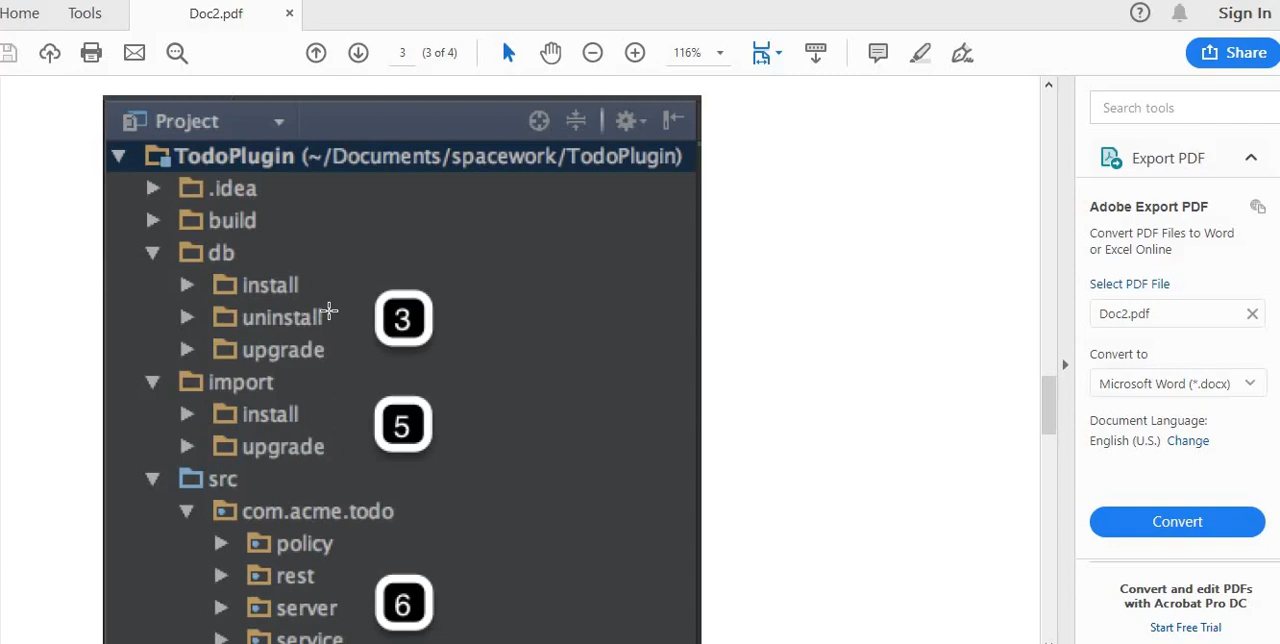 Home Tools Doc2.pdf × Sign In
3 (3 of 4) 116% Share
Project
TodoPlugin (~/Documents/spacework/TodoPlugin)
.idea
build
db
install
uninstall
3
upgrade
import
install
5
upgrade
src
com.acme.todo
policy
rest
server
6
service
Search tools
Export PDF
Adobe Export PDF
Convert PDF Files to Word
or Excel Online
Select PDF File
Doc2.pdf
Convert to
Microsoft Word (*.docx)
Document Language:
English (U.S.) Change
Convert
Convert and edit PDFs
with Acrobat Pro DC
Start Free Trial